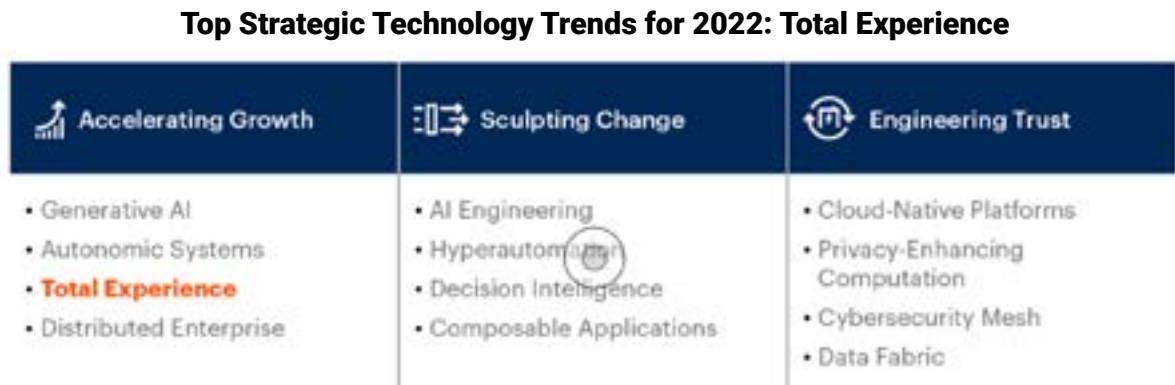 Top Strategic Technology Trends for 2022: Total Experience
Accelerating Growth
Generative AI
Autonomic Systems
Total Experience
Distributed Enterprise
Sculpting Change
AI Engineering
Hyperautomation
Decision Intelligence
Composable Applications
Engineering Trust
Cloud-Native Platforms
Privacy-Enhancing
Computation
Cybersecurity Mesh
Data Fabric